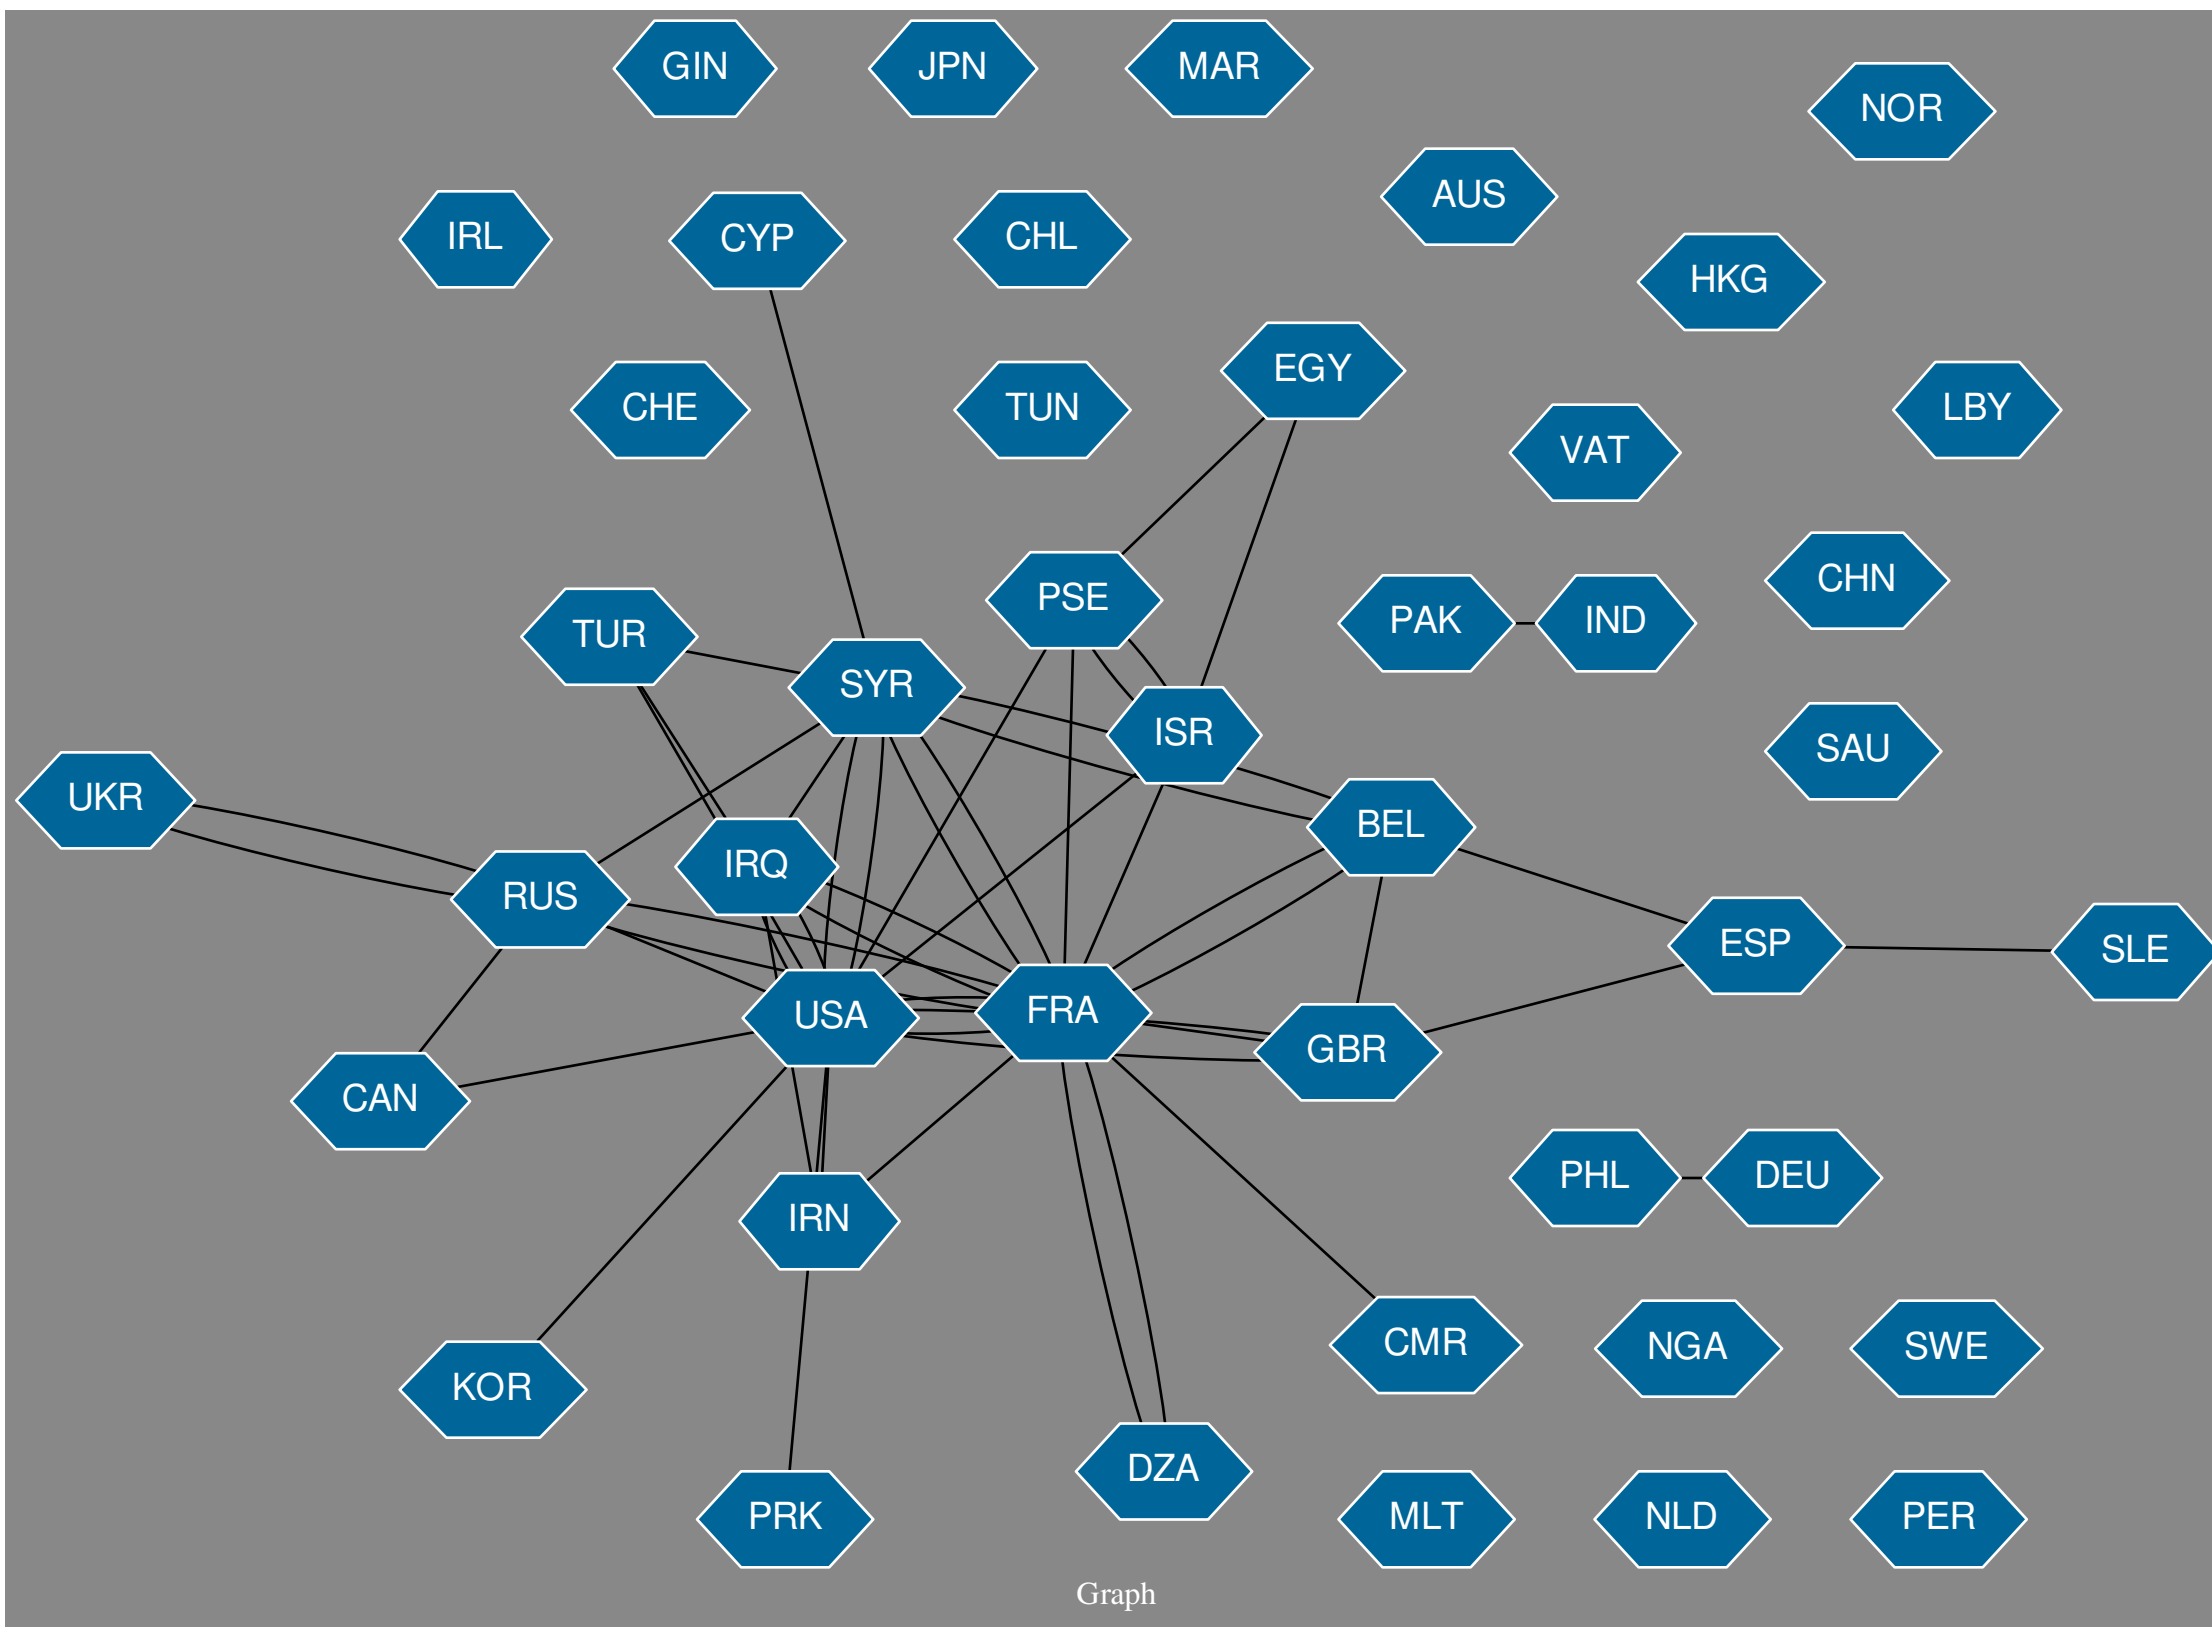 GIN
JPN
MAR
NOR
AUS
IRL
CYP
CHL
HKG
EGY
CHE
TUN
LBY
VAT
CHN
PSE
PAK
IND
TUR
SYR
ISR
SAU
UKR
BEL
IRQ
RUS
ESP
SLE
USA
FRA
GBR
CAN
PHL
DEU
IRN
CMR
NGA
SWE
KOR
DZA
PRK
MLT
NLD
PER
Graph